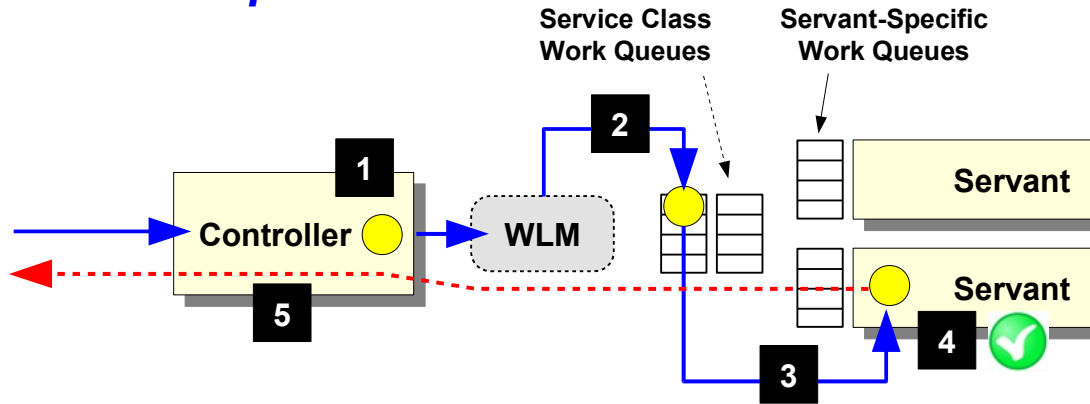 Service Class
Work Queues
Servant-Specific
Work Queues
2
1
Servant
Controller
WLM
Servant
5
4
3